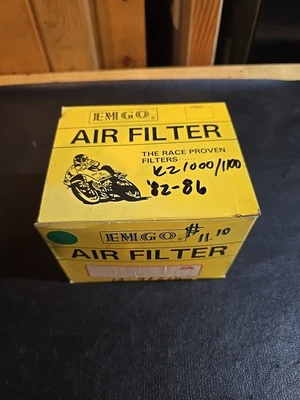 EMGO®
AIR FILTER
THE RACE PROVEN
FILTERS......
KZ1000/1100
'82-86
EMGO®
# 11.10
AIR FILTER